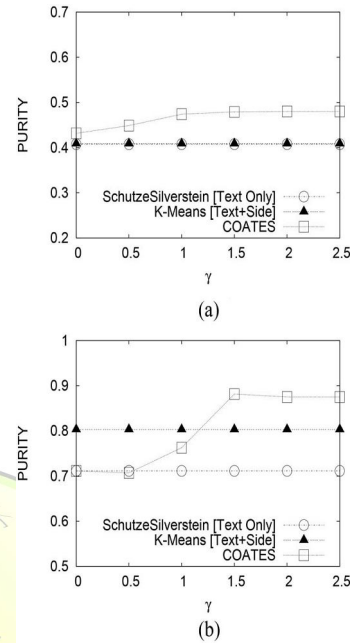 0.7
0.6
0.5
0.4
0.3
0.2
PURITY
SchutzeSilverstein [Text Only]
K-Means [Text+Side]
COATES
0 0.5 1 1.5 2 2.5
γ
(a)
1
0.9
0.8
0.7
0.6
0.5
PURITY
SchutzeSilverstein [Text Only]
K-Means [Text+Side]
COATES
0 0.5 1 1.5 2 2.5
γ
(b)